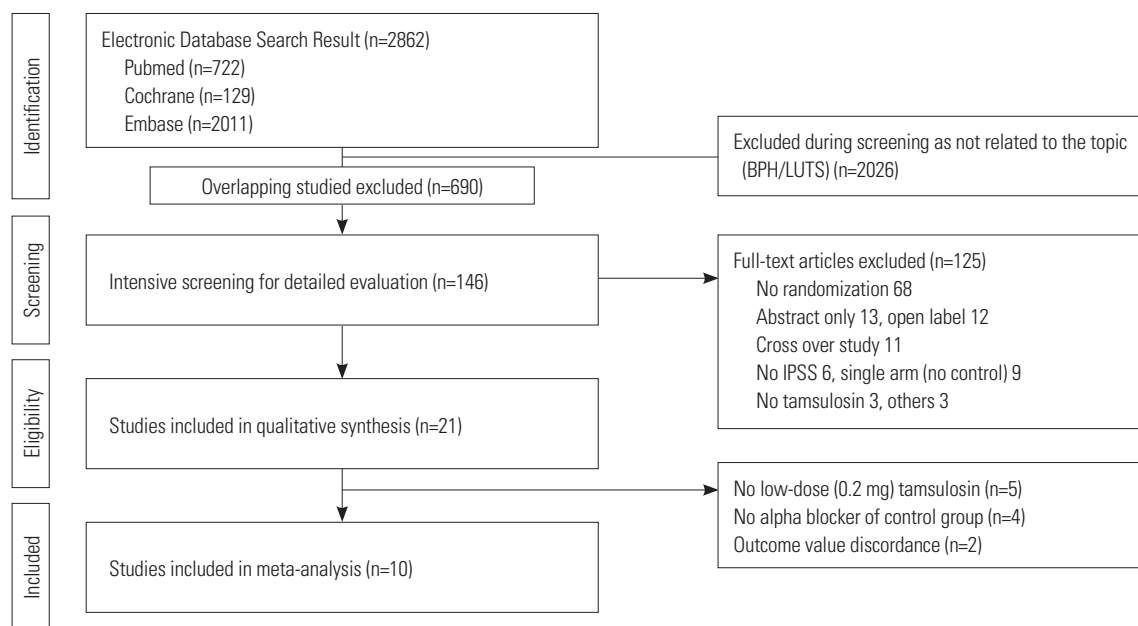 Identification
Electronic Database Search Result (n=2862)
Pubmed (n=722)
Cochrane (n=129)
Embase (n=2011)
Excluded during screening as not related to the topic
(BPH/LUTS) (n=2026)
Overlapping studied excluded (n=690)
Screening
Intensive screening for detailed evaluation (n=146)
Full-text articles excluded (n=125)
No randomization 68
Abstract only 13, open label 12
Cross over study 11
No IPSS 6, single arm (no control) 9
No tamsulosin 3, others 3
Eligibility
Studies included in qualitative synthesis (n=21)
No low-dose (0.2 mg) tamsulosin (n=5)
No alpha blocker of control group (n=4)
Outcome value discordance (n=2)
Included
Studies included in meta-analysis (n=10)